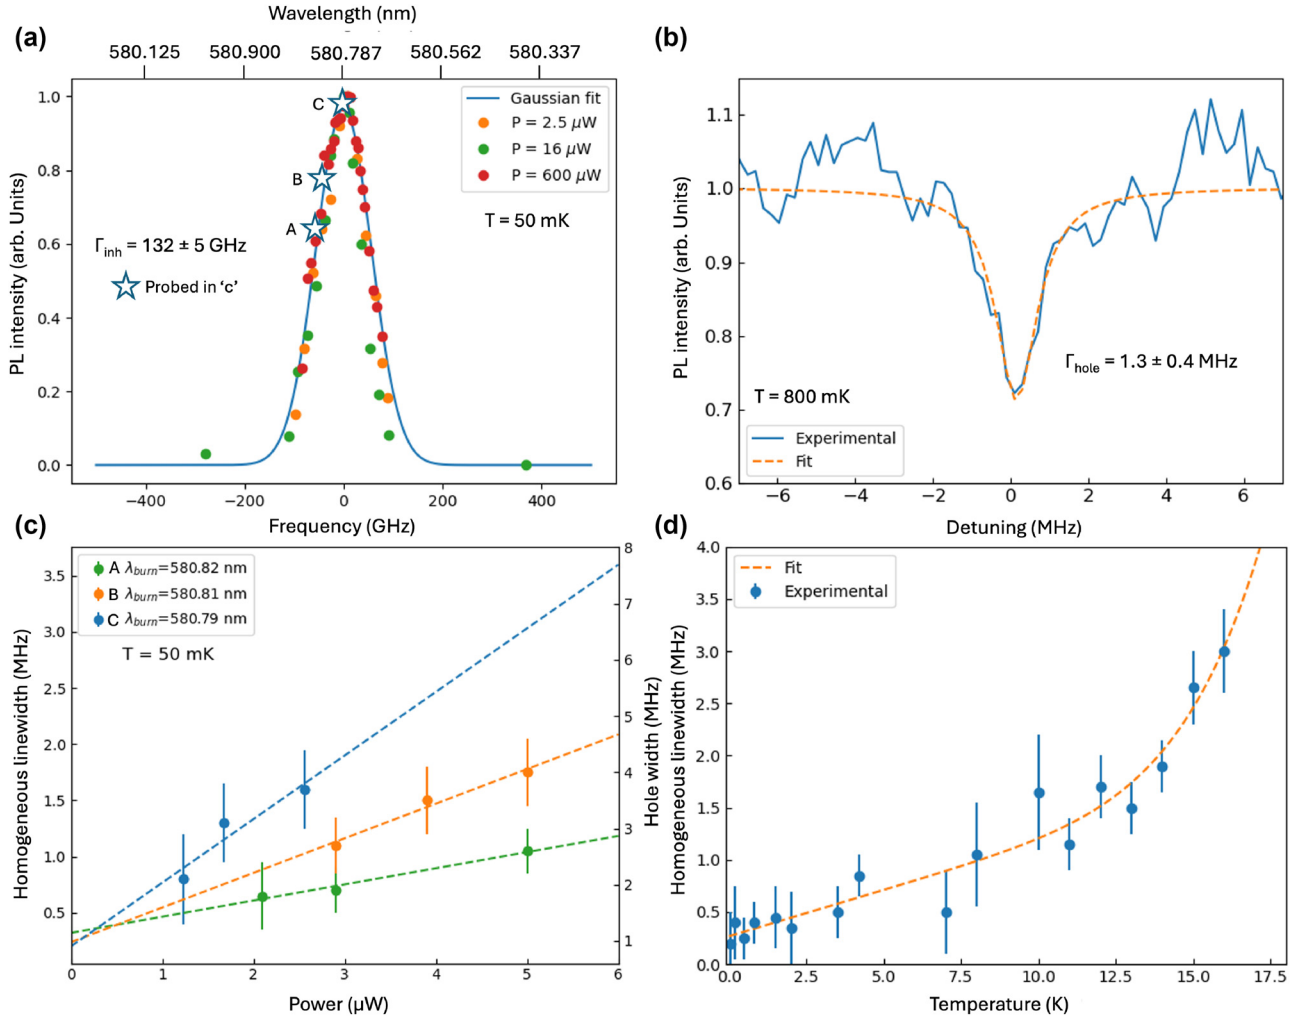 (a)
Wavelength (nm)
580.125 580.900 580.787 580.562 580.337
PL intensity (arb. Units)
1.0
0.8
0.6
0.4
0.2
0.0
C
B
A
Gaussian fit
P = 2.5 μW
P = 16 μW
P = 600 μW
T = 50 mK
Γinh = 132 ± 5 GHz
Probed in ‘c’
−400 −200 0 200 400
Frequency (GHz)
(b)
PL intensity (arb. Units)
1.1
1.0
0.9
0.8
0.7
0.6
Γhole = 1.3 ± 0.4 MHz
T = 800 mK
Experimental
Fit
−6 −4 −2 0 2 4 6
Detuning (MHz)
(c)
Homogeneous linewidth (MHz)
3.5
3.0
2.5
2.0
1.5
1.0
0.5
A λburn=580.82 nm
B λburn=580.81 nm
C λburn=580.79 nm
T = 50 mK
8
7
6
5
4
3
2
1
Hole width (MHz)
0 1 2 3 4 5 6
Power (μW)
(d)
Homogeneous linewidth (MHz)
4.0
3.5
3.0
2.5
2.0
1.5
1.0
0.5
0.0
Fit
Experimental
0.0 2.5 5.0 7.5 10.0 12.5 15.0 17.5
Temperature (K)